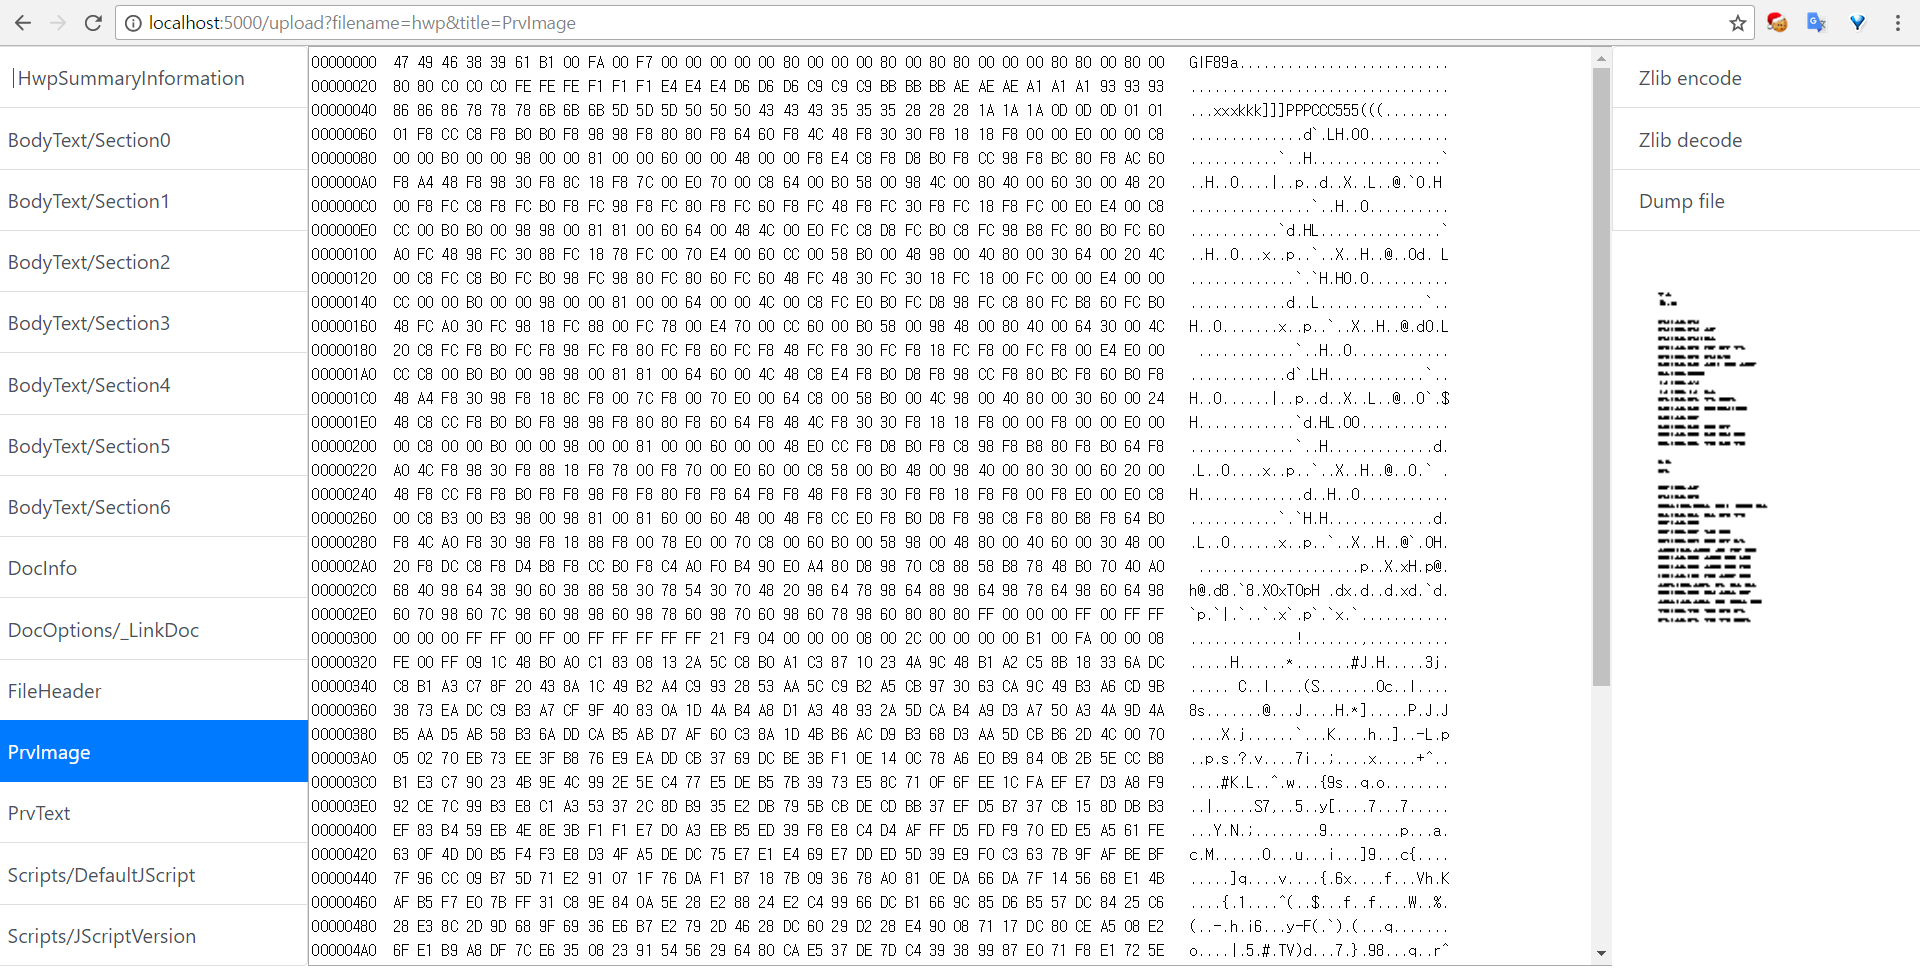 localhost:5000/upload?filename=hwp&title=PrvImage
|HwpSummaryInformation
BodyText/Section0
BodyText/Section1
BodyText/Section2
BodyText/Section3
BodyText/Section4
BodyText/Section5
BodyText/Section6
DocInfo
DocOptions/_LinkDoc
FileHeader
PrvImage
PrvText
Scripts/DefaultJScript
Scripts/JScriptVersion
00000000 47 49 46 38 39 61 B1 00 FA 00 F7 00 00 00 00 00 80 00 00 00 80 00 80 80 00 00 00 80 80 00 80 00 GIF89a..........................
00000020 80 80 C0 C0 C0 FE FE FE F1 F1 F1 E4 E4 E4 D6 D6 D6 C9 C9 C9 BB BB BB AE AE AE A1 A1 A1 93 93 93 ................................
00000040 86 86 86 78 78 78 6B 6B 6B 5D 5D 5D 50 50 50 43 43 43 35 35 35 28 28 28 1A 1A 1A 0D 0D 0D 01 01 ...xxxkkk]]]PPPCCC555(((........
00000060 01 F8 CC C8 F8 B0 B0 F8 98 98 F8 80 80 F8 64 60 F8 4C 48 F8 30 30 F8 18 18 F8 00 00 E0 00 00 C8 ..............d`.LH.00..........
00000080 00 00 B0 00 00 98 00 00 81 00 00 60 00 00 48 00 00 F8 E4 C8 F8 D8 B0 F8 CC 98 F8 BC 80 F8 AC 60 ...........`..H................`
000000A0 F8 A4 48 F8 98 30 F8 8C 18 F8 7C 00 E0 70 00 C8 64 00 B0 58 00 98 4C 00 80 40 00 60 30 00 48 20 ..H..0....|..p..d..X..L..@.`0.H
000000C0 00 F8 FC C8 F8 FC B0 F8 FC 98 F8 FC 80 F8 FC 60 F8 FC 48 F8 FC 30 F8 FC 18 F8 FC 00 E0 E4 00 C8 ...............`..H..0..........
000000E0 CC 00 B0 B0 00 98 98 00 81 81 00 60 64 00 48 4C 00 E0 FC C8 D8 FC B0 C8 FC 98 B8 FC 80 B0 FC 60 ...........`d.HL...............`
00000100 A0 FC 48 98 FC 30 88 FC 18 78 FC 00 70 E4 00 60 CC 00 58 B0 00 48 98 00 40 80 00 30 64 00 20 4C ..H..0...x..p..`..X..H..@..0d. L
00000120 00 C8 FC C8 B0 FC B0 98 FC 98 80 FC 80 60 FC 60 48 FC 48 30 FC 30 18 FC 18 00 FC 00 00 E4 00 00 .............`.`H.H0.0..........
00000140 CC 00 00 B0 00 00 98 00 00 81 00 00 64 00 00 4C 00 C8 FC E0 B0 FC D8 98 FC C8 80 FC B8 60 FC B0 ............d..L.............`..
00000160 48 FC A0 30 FC 98 18 FC 88 00 FC 78 00 E4 70 00 CC 60 00 B0 58 00 98 48 00 80 40 00 64 30 00 4C H..0.......x..p..`..X..H..@.d0.L
00000180 20 C8 FC F8 B0 FC F8 98 FC F8 80 FC F8 60 FC F8 48 FC F8 30 FC F8 18 FC F8 00 FC F8 00 E4 E0 00 .............`..H..0............
000001A0 CC C8 00 B0 B0 00 98 98 00 81 81 00 64 60 00 4C 48 C8 E4 F8 B0 D8 F8 98 CC F8 80 BC F8 60 B0 F8 ............d`.LH............`..
000001C0 48 A4 F8 30 98 F8 18 8C F8 00 7C F8 00 70 E0 00 64 C8 00 58 B0 00 4C 98 00 40 80 00 30 60 00 24 H..0......|..p..d..X..L..@..0`.$
000001E0 48 C8 CC F8 B0 B0 F8 98 98 F8 80 80 F8 60 64 F8 48 4C F8 30 30 F8 18 18 F8 00 00 F8 00 00 E0 00 H............`d.HL.00...........
00000200 00 C8 00 00 B0 00 00 98 00 00 81 00 00 60 00 00 48 E0 CC F8 D8 B0 F8 C8 98 F8 B8 80 F8 B0 64 F8 .............`..H.............d.
00000220 A0 4C F8 98 30 F8 88 18 F8 78 00 F8 70 00 E0 60 00 C8 58 00 B0 48 00 98 40 00 80 30 00 60 20 00 .L..0....x..p..`..X..H..@..0.` .
00000240 48 F8 CC F8 F8 B0 F8 F8 98 F8 F8 80 F8 F8 64 F8 F8 48 F8 F8 30 F8 F8 18 F8 F8 00 F8 E0 00 E0 C8 H.............d..H..0...........
00000260 00 C8 B3 00 B3 98 00 98 81 00 81 60 00 60 48 00 48 F8 CC E0 F8 B0 D8 F8 98 C8 F8 80 B8 F8 64 B0 ...........`.`H.H.............d.
00000280 F8 4C A0 F8 30 98 F8 18 88 F8 00 78 E0 00 70 C8 00 60 B0 00 58 98 00 48 80 00 40 60 00 30 48 00 .L..0......x..p..`..X..H..@`.0H.
000002A0 20 F8 DC C8 F8 D4 B8 F8 CC B0 F8 C4 A0 F0 B4 90 E0 A4 80 D8 98 70 C8 88 58 B8 78 48 B0 70 40 A0 .....................p..X.xH.p@.
000002C0 68 40 98 64 38 90 60 38 88 58 30 78 54 30 70 48 20 98 64 78 98 64 88 98 64 98 78 64 98 60 64 98 h@.d8.`8.X0xT0pH .dx.d..d.xd.`d.
000002E0 60 70 98 60 7C 98 60 98 98 60 98 78 60 98 70 60 98 60 78 98 60 80 80 80 FF 00 00 00 FF 00 FF FF `p.`|.`..`.x`.p`.`x.`...........
00000300 00 00 00 FF FF 00 FF 00 FF FF FF FF FF 21 F9 04 00 00 00 08 00 2C 00 00 00 00 B1 00 FA 00 00 08 .............!.......,..........
00000320 FE 00 FF 09 1C 48 B0 A0 C1 83 08 13 2A 5C C8 B0 A1 C3 87 10 23 4A 9C 48 B1 A2 C5 8B 18 33 6A DC .....H......*.......#J.H.....3j.
00000340 C8 B1 A3 C7 8F 20 43 8A 1C 49 B2 A4 C9 93 28 53 AA 5C C9 B2 A5 CB 97 30 63 CA 9C 49 B3 A6 CD 9B ..... C..I....(S.......0c..I....
00000360 38 73 EA DC C9 B3 A7 CF 9F 40 83 0A 1D 4A B4 A8 D1 A3 48 93 2A 5D CA B4 A9 D3 A7 50 A3 4A 9D 4A 8s.......@...J....H.*].....P.J.J
00000380 B5 AA D5 AB 58 B3 6A DD CA B5 AB D7 AF 60 C3 8A 1D 4B B6 AC D9 B3 68 D3 AA 5D CB B6 2D 4C 00 70 ....X.j......`...K....h..]..-L.p
000003A0 05 02 70 EB 73 EE 3F B8 76 E9 EA DD CB 37 69 DC BE 3B F1 0E 14 0C 78 A6 E0 B9 84 0B 2B 5E CC B8 ..p.s.?.v....7i..;....x.....+^..
000003C0 B1 E3 C7 90 23 4B 9E 4C 99 2E 5E C4 77 E5 DE B5 7B 39 73 E5 8C 71 0F 6F EE 1C FA EF E7 D3 A8 F9 ....#K.L..^.w...{9s..q.o........
000003E0 92 CE 7C 99 B3 E8 C1 A3 53 37 2C 8D B9 35 E2 DB 79 5B CB DE CD BB 37 EF D5 B7 37 CB 15 8D DB B3 ..|.....S7,..5..y[....7...7.....
00000400 EF 83 B4 59 EB 4E 8E 3B F1 F1 E7 D0 A3 EB B5 ED 39 F8 E8 C4 D4 AF FF D5 FD F9 70 ED E5 A5 61 FE ...Y.N.;........9.........p...a.
00000420 63 0F 4D D0 B5 F4 F3 E8 D3 4F A5 DE DC 75 E7 E1 E4 69 E7 DD ED 5D 39 E9 F0 C3 63 7B 9F AF BE BF c.M......O...u...i...]9...c{....
00000440 7F 96 CC 09 B7 5D 71 E2 91 07 1F 76 DA F1 B7 18 7B 09 36 78 A0 81 0E DA 66 DA 7F 14 56 68 E1 4B .....]q....v....{.6x....f...Vh.K
00000460 AF B5 F7 E0 7B FF 31 C8 9E 84 0A 5E 28 E2 88 24 E2 C4 99 66 DC B1 66 9C 85 D6 B5 57 DC 84 25 C6 ....{.1....^(..$...f..f....W..%.
00000480 28 E3 8C 2D 9D 68 9F 69 36 E6 B7 E2 79 2D 46 28 DC 60 29 D2 28 E4 90 08 71 17 DC 80 CE A5 08 E2 (..-.h.i6...y-F(.`).(...q.......
000004A0 6F E1 B9 A8 DF 7C E6 35 08 23 91 54 56 29 64 80 CA E5 37 DE 7D C4 39 38 99 87 E0 71 F8 E1 72 5E o....|.5.#.TV)d...7.}.98...q..r^
Zlib encode
Zlib decode
Dump file